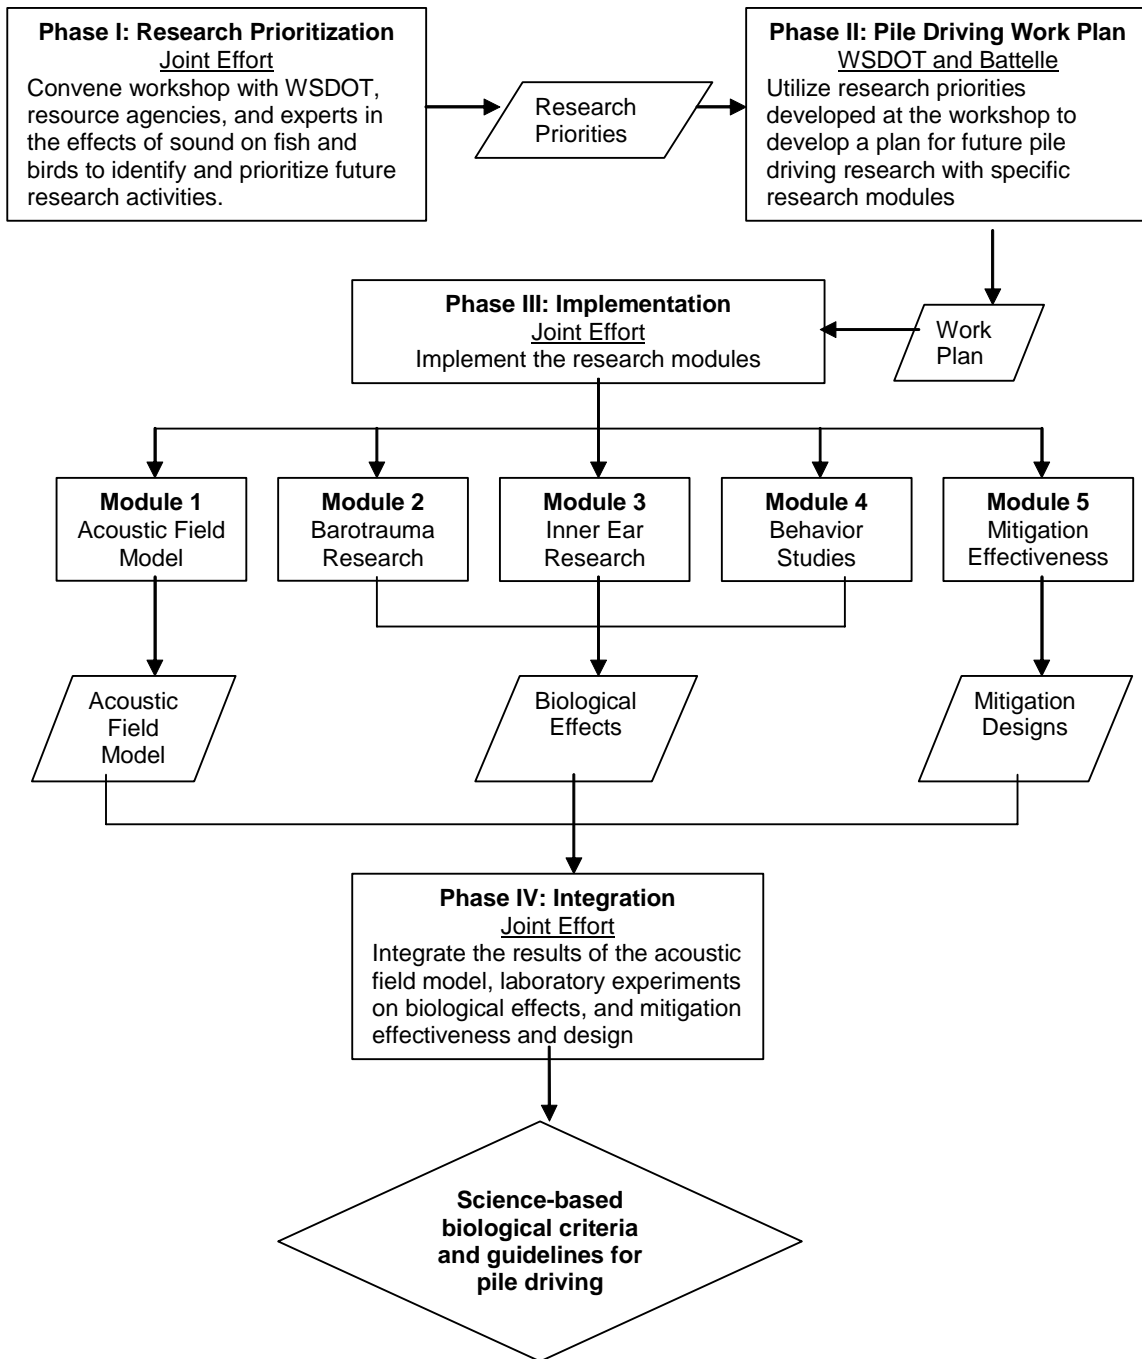 Phase I: Research Prioritization
Joint Effort
Convene workshop with WSDOT,
resource agencies, and experts in
the effects of sound on fish and
birds to identify and prioritize future
research activities.
Research
Priorities
Phase II: Pile Driving Work Plan
WSDOT and Battelle
Utilize research priorities
developed at the workshop to
develop a plan for future pile
driving research with specific
research modules
Work
Plan
Phase III: Implementation
Joint Effort
Implement the research modules
Module 1
Acoustic Field
Model
Module 2
Barotrauma
Research
Module 3
Inner Ear
Research
Module 4
Behavior
Studies
Module 5
Mitigation
Effectiveness
Acoustic
Field
Model
Biological
Effects
Mitigation
Designs
Phase IV: Integration
Joint Effort
Integrate the results of the acoustic
field model, laboratory experiments
on biological effects, and mitigation
effectiveness and design
Science-based
biological criteria
and guidelines for
pile driving